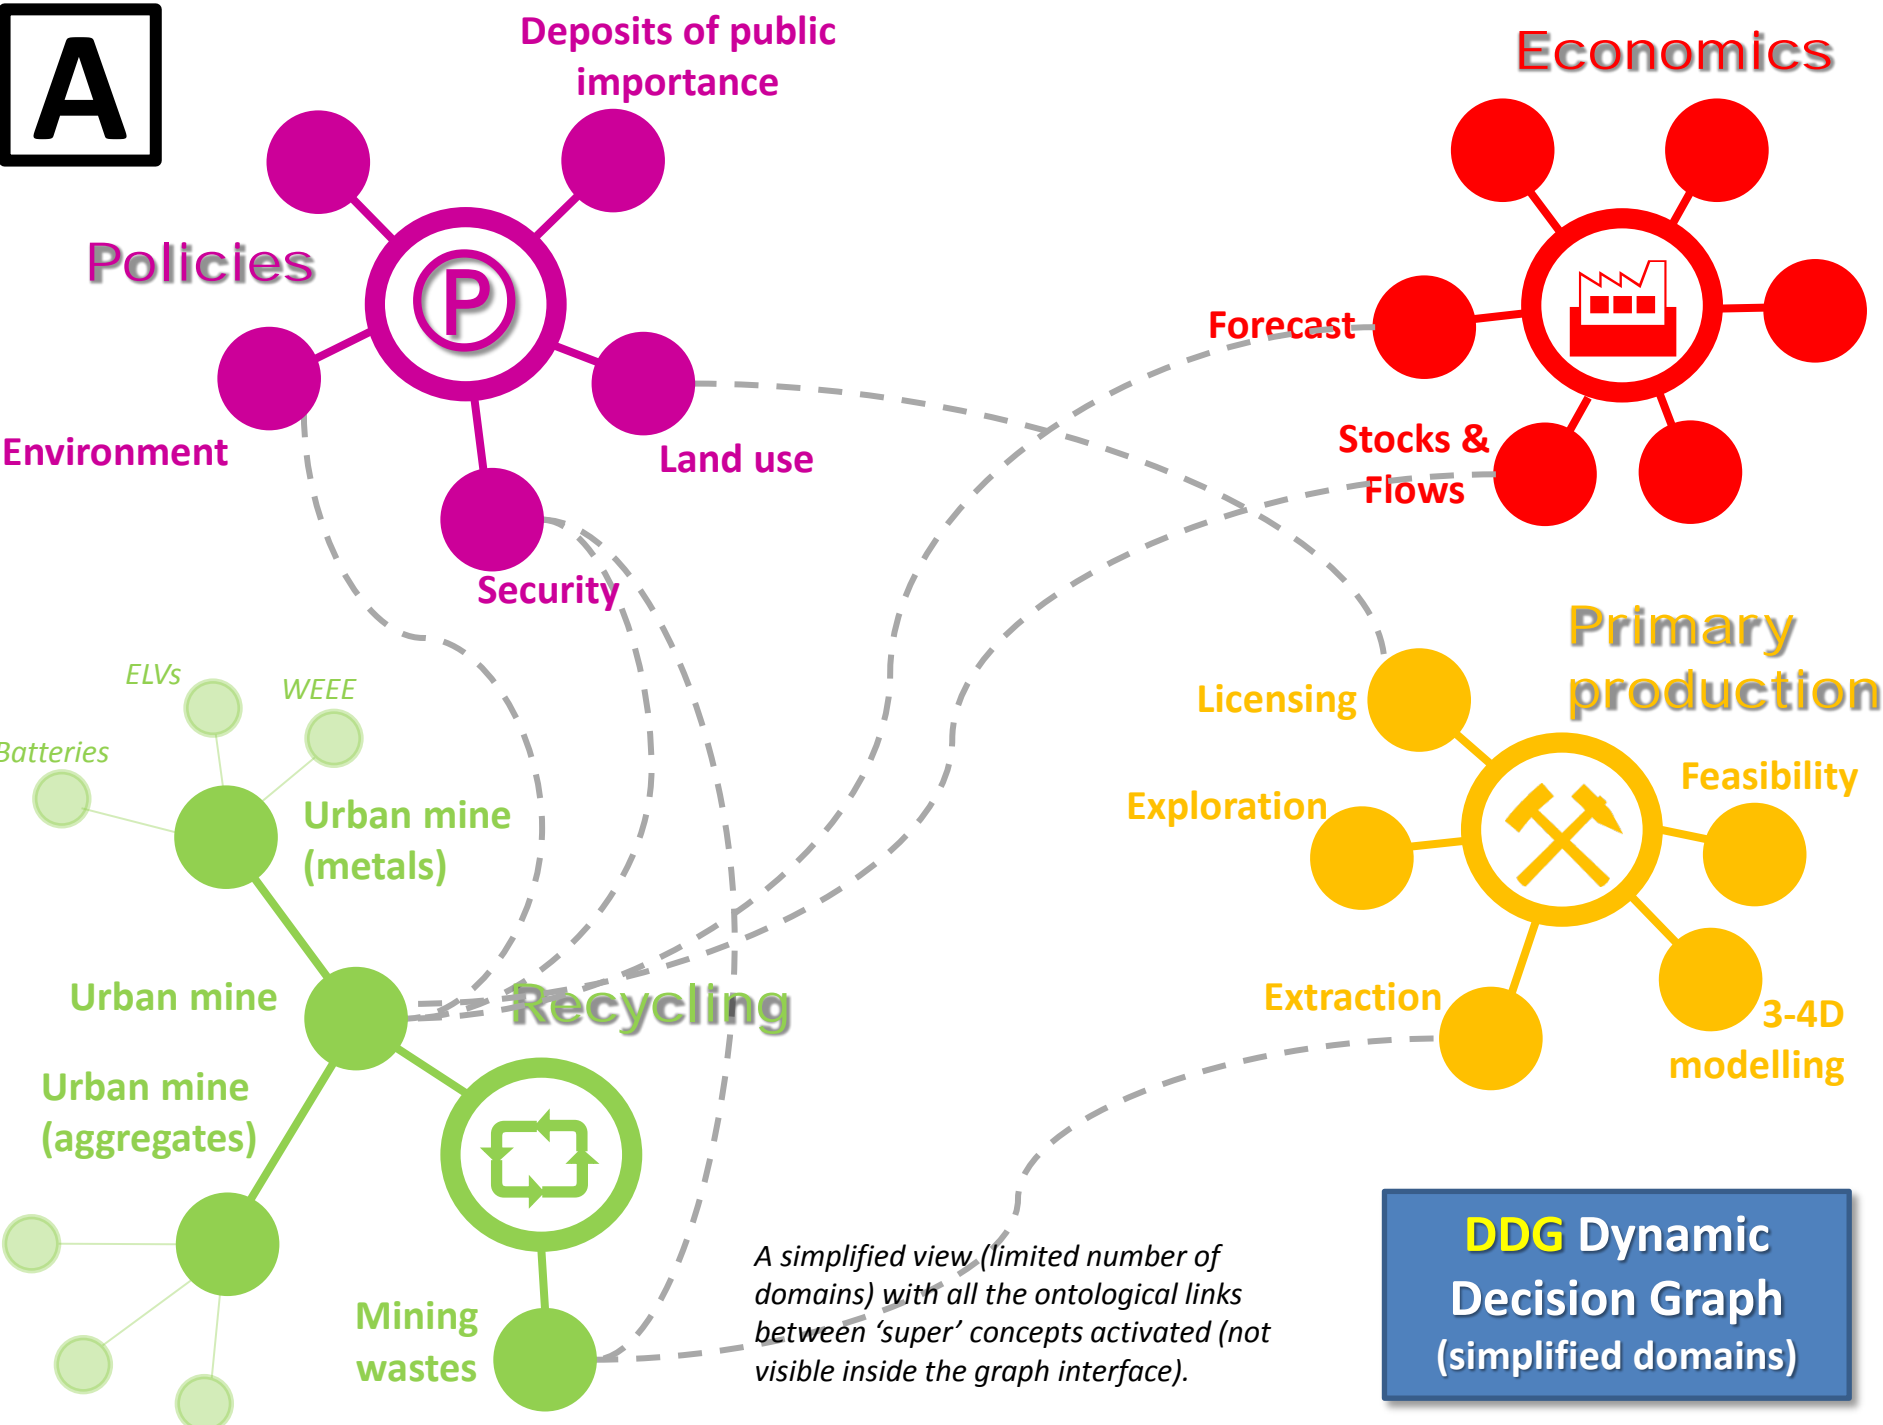 A
Deposits of public
importance
Economics
Policies
P
Forecast
Environment
Land use
Stocks &
Flows
Security
Primary
production
ELVs
WEEE
Licensing
Batteries
Feasibility
Urban mine
(metals)
Exploration
Urban mine
Recycling
Extraction
3-4D
modelling
Urban mine
(aggregates)
A simplified view (limited number of
domains) with all the ontological links
between ‘super’ concepts activated (not
visible inside the graph interface).
Mining
wastes
DDG Dynamic
Decision Graph
(simplified domains)